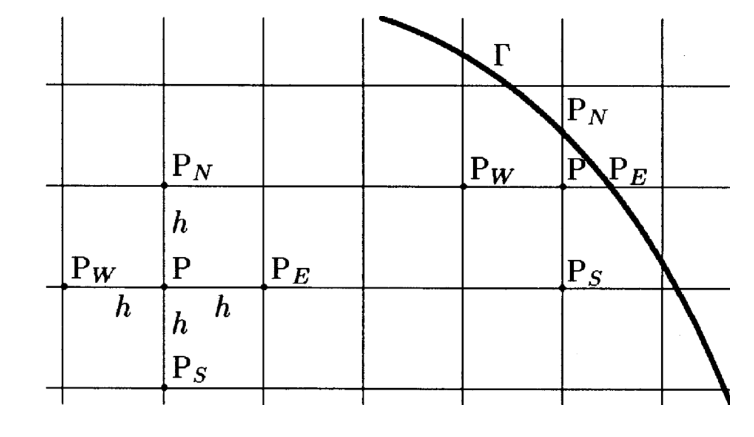 Γ
P_N
P_N P_W P P_E
h
P_W P P_E P_S
h h
h
P_S